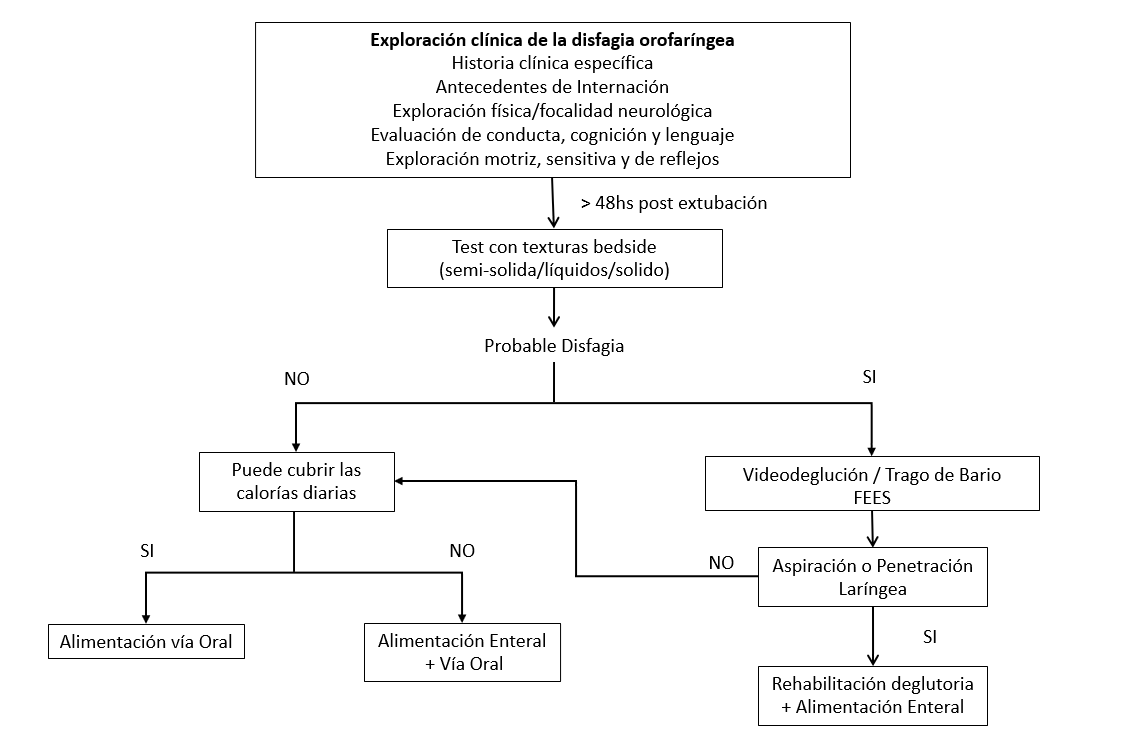 Exploración clínica de la disfagia orofaríngea
Historia clínica específica
Antecedentes de Internación
Exploración física/focalidad neurológica
Evaluación de conducta, cognición y lenguaje
Exploración motriz, sensitiva y de reflejos
> 48hs post extubación
Test con texturas bedside
(semi-solida/líquidos/solido)
Probable Disfagia
NO
SI
Puede cubrir las
calorías diarias
Videodeglución / Trago de Bario
FEES
SI
NO
NO
Aspiración o Penetración
Laríngea
Alimentación vía Oral
Alimentación Enteral
+ Vía Oral
SI
Rehabilitación deglutoria
+ Alimentación Enteral